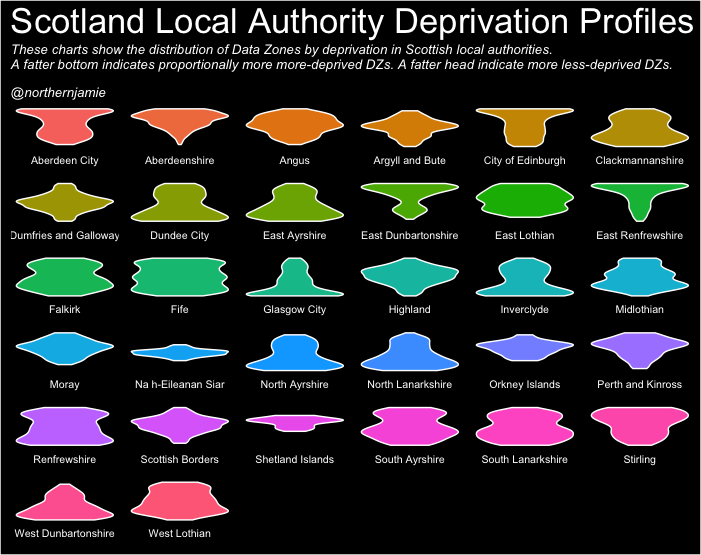 Scotland Local Authority Deprivation Profiles
These charts show the distribution of Data Zones by deprivation in Scottish local authorities.
A fatter bottom indicates proportionally more more-deprived DZs. A fatter head indicate more less-deprived DZs.
@northernjamie
Aberdeen City
Aberdeenshire
Angus
Argyll and Bute
City of Edinburgh
Clackmannanshire
Dumfries and Galloway
Dundee City
East Ayrshire
East Dunbartonshire
East Lothian
East Renfrewshire
Falkirk
Fife
Glasgow City
Highland
Inverclyde
Midlothian
Moray
Na h-Eileanan Siar
North Ayrshire
North Lanarkshire
Orkney Islands
Perth and Kinross
Renfrewshire
Scottish Borders
Shetland Islands
South Ayrshire
South Lanarkshire
Stirling
West Dunbartonshire
West Lothian